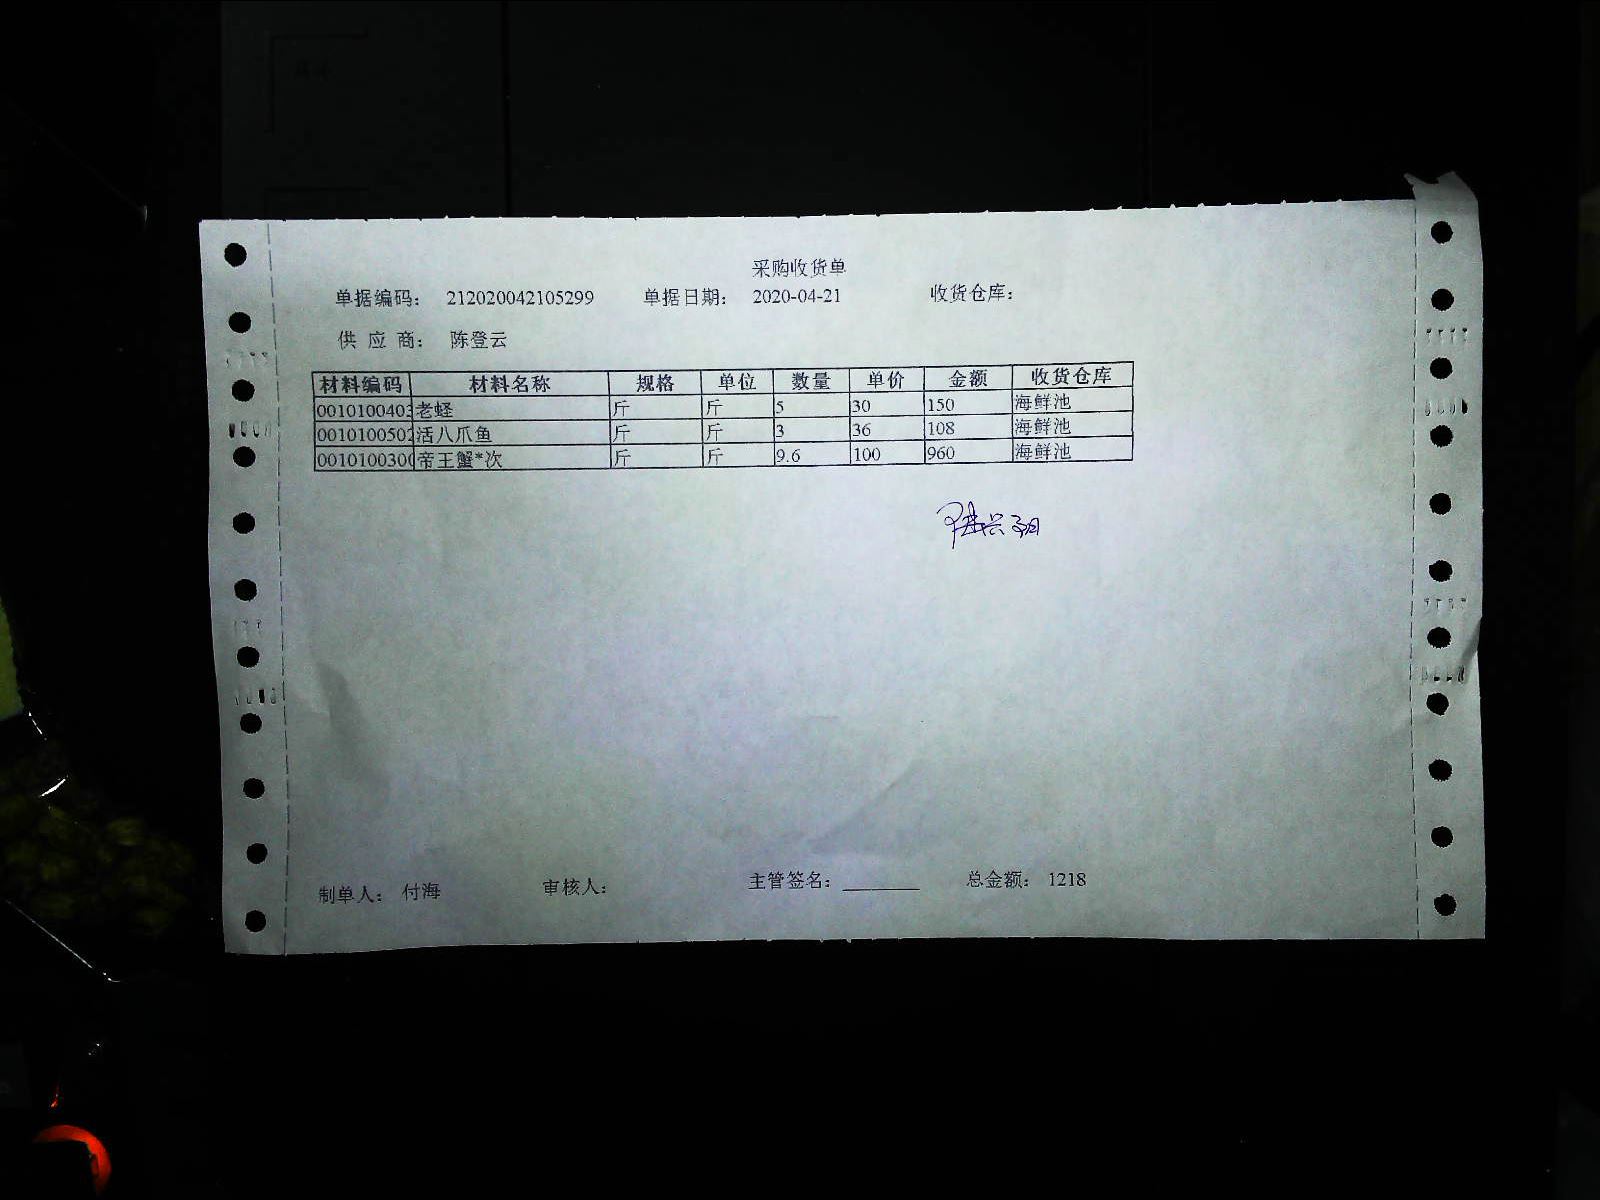 采购收货单
单据编码： 212020042105299 单据日期： 2020-04-21 收货仓库：
供 应 商： 陈登云
材料编码 材料名称 规格 单位 数量 单价 金额 收货仓库
0010100403 老蛏 斤 斤 5 30 150 海鲜池
0010100502 活八爪鱼 斤 斤 3 36 108 海鲜池
001010030 帝王蟹*次 斤 斤 9.6 100 960 海鲜池
制单人： 付海 审核人： 主管签名： 总金额： 1218